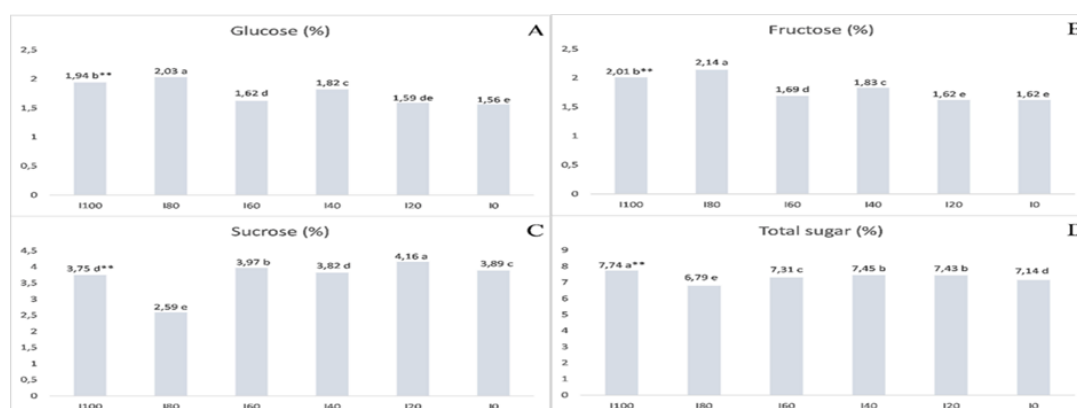 Glucose (%)
A
2,5
2
1,5
1
0,5
0
1,94 b**
2,03 a
1,62 d
1,82 c
1,59 de
1,56 e
I100 I80 I60 I40 I20 I0
Fructose (%)
B
2,5
2
1,5
1
0,5
0
2,01 b**
2,14 a
1,69 d
1,83 c
1,62 e
1,62 e
I100 I80 I60 I40 I20 I0
Sucrose (%)
C
4,5
4
3,5
3
2,5
2
1,5
1
0,5
0
3,75 d**
2,59 e
3,97 b
3,82 d
4,16 a
3,89 c
I100 I80 I60 I40 I20 I0
Total sugar (%)
D
9
8
7
6
5
4
3
2
1
0
7,74 a**
6,79 e
7,31 c
7,45 b
7,43 b
7,14 d
I100 I80 I60 I40 I20 I0